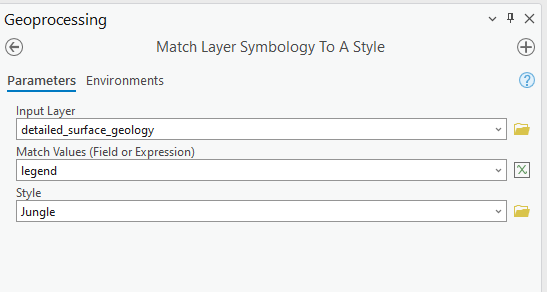 Geoprocessing
Match Layer Symbology To A Style
Parameters Environments
Input Layer
detailed_surface_geology
Match Values (Field or Expression)
legend
Style
Jungle